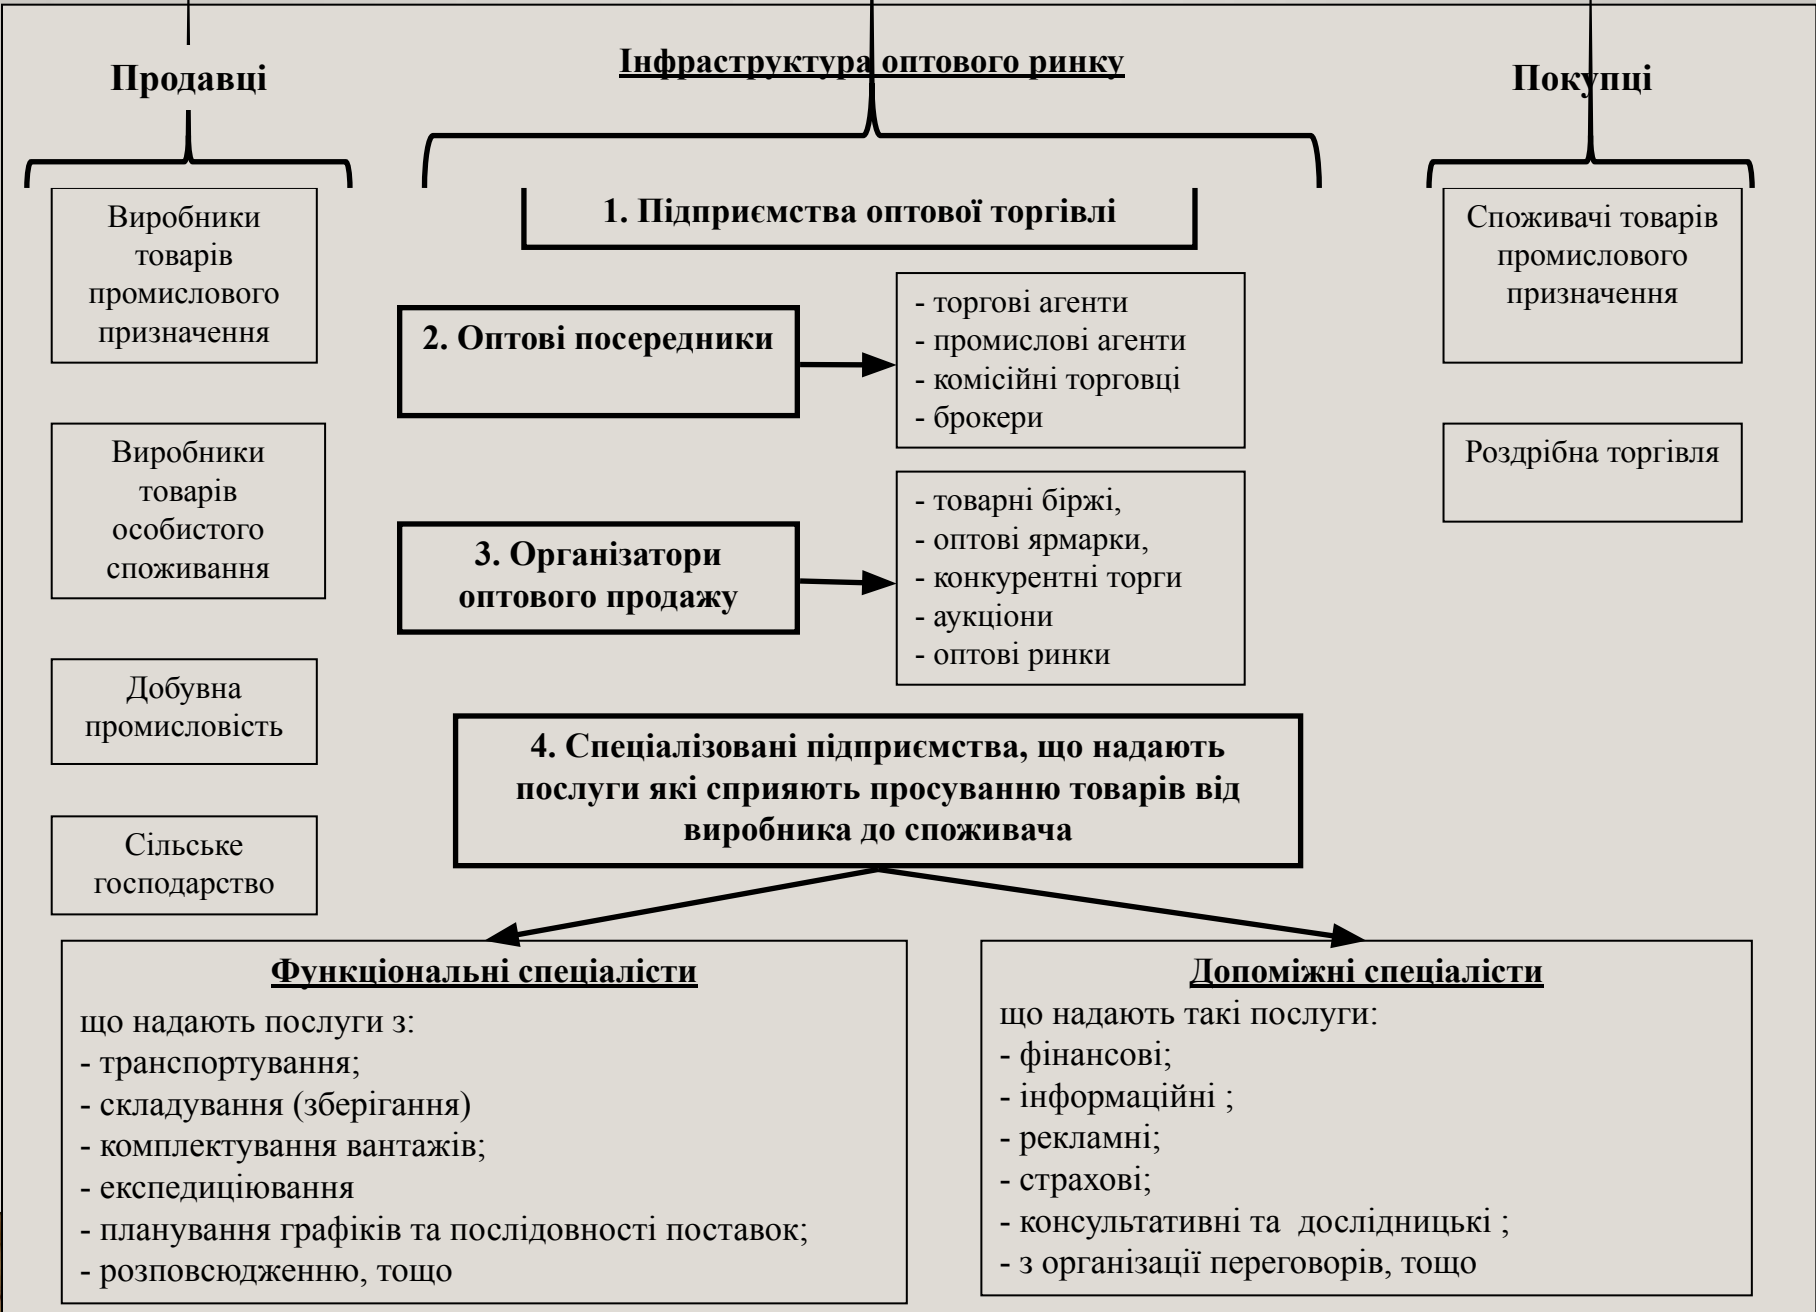 Продавці
Виробники
товарів
промислового
призначення
Виробники
товарів
особистого
споживання
Добувна
промисловість
Сільське
господарство
Інфраструктура оптового ринку
1. Підприємства оптової торгівлі
2. Оптові посередники
- торгові агенти
- промислові агенти
- комісійні торговці
- брокери
3. Організатори
оптового продажу
- товарні біржі,
- оптові ярмарки,
- конкурентні торги
- аукціони
- оптові ринки
4. Спеціалізовані підприємства, що надають
послуги які сприяють просуванню товарів від
виробника до споживача
Покупці
Споживачі товарів
промислового
призначення
Роздрібна торгівля
Функціональні спеціалісти
що надають послуги з:
- транспортування;
- складування (зберігання)
- комплектування вантажів;
- експедиціювання
- планування графіків та послідовності поставок;
- розповсюдженню, тощо
Допоміжні спеціалісти
що надають такі послуги:
- фінансові;
- інформаційні ;
- рекламні;
- страхові;
- консультативні та  дослідницькі ;
- з організації переговорів, тощо